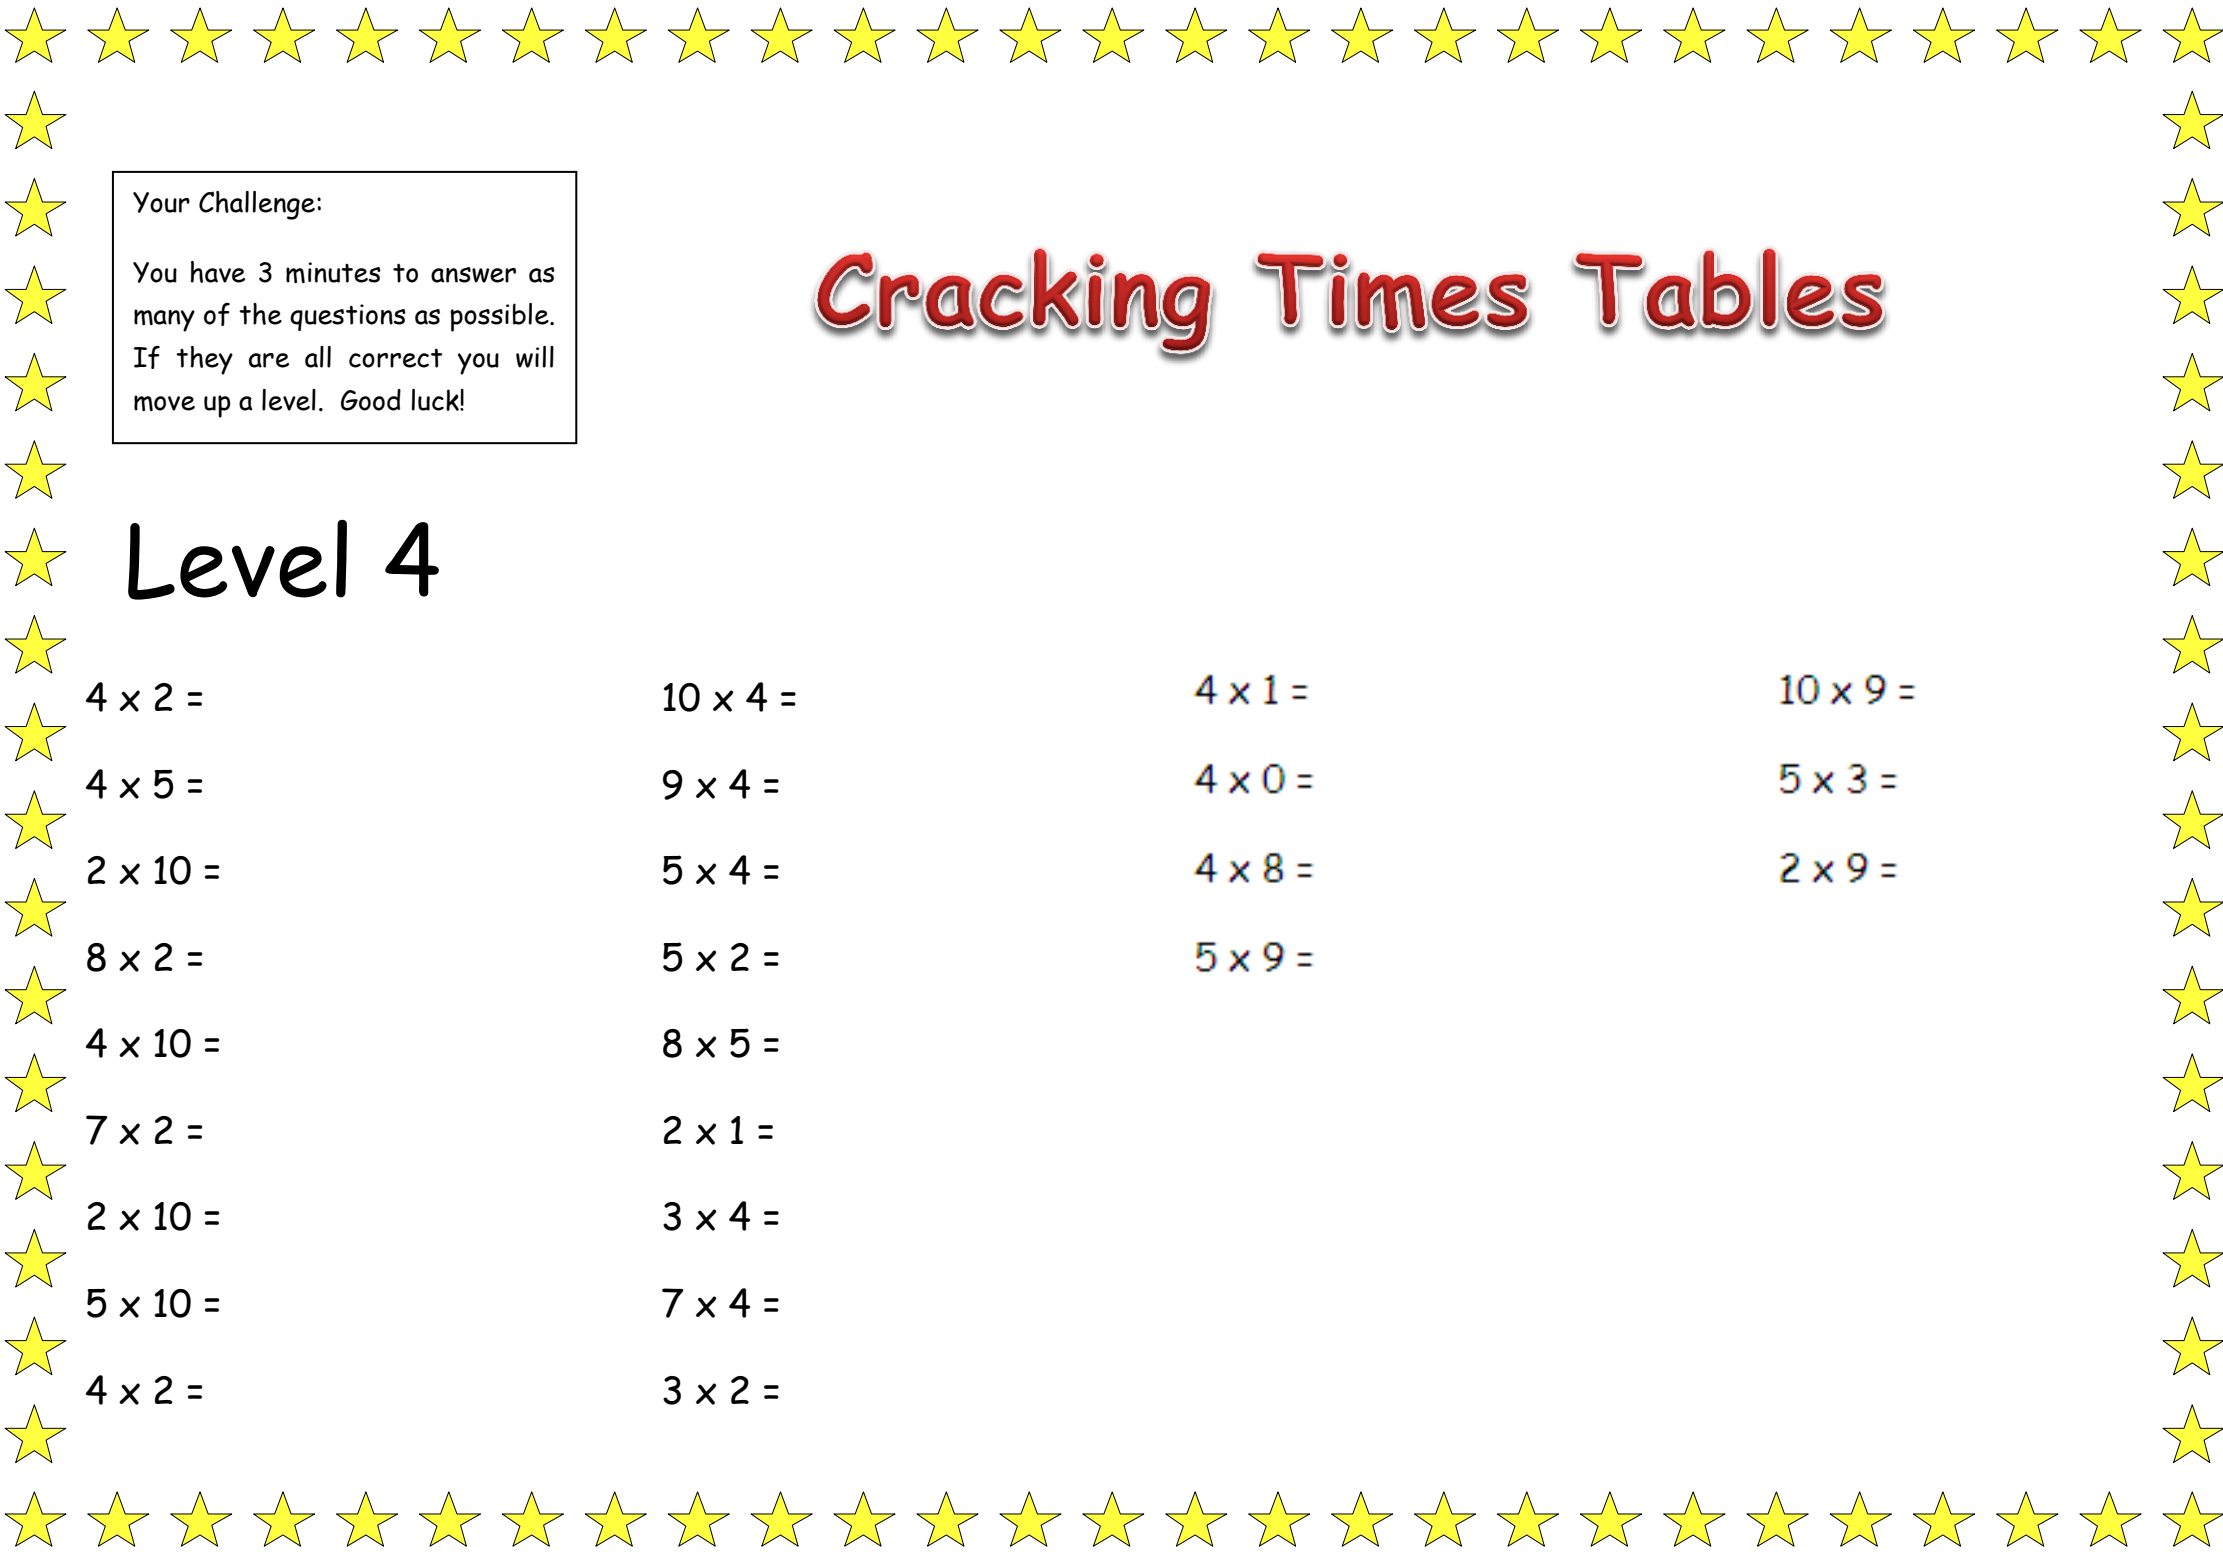 Your Challenge:
You have 3 minutes to answer as
many of the questions as possible.
If they are all correct you will
move up a level.  Good luck!
Cracking Times Tables
Level 4
4 x 2 =
4 x 5 =
2 x 10 =
8 x 2 =
4 x 10 =
7 x 2 =
2 x 10 =
5 x 10 =
4 x 2 =
10 x 4 =
9 x 4 =
5 x 4 =
5 x 2 =
8 x 5 =
2 x 1 =
3 x 4 =
7 x 4 =
3 x 2 =
4 x 1 =
4 x 0 =
4 x 8 =
5 x 9 =
10 x 9 =
5 x 3 =
2 x 9 =